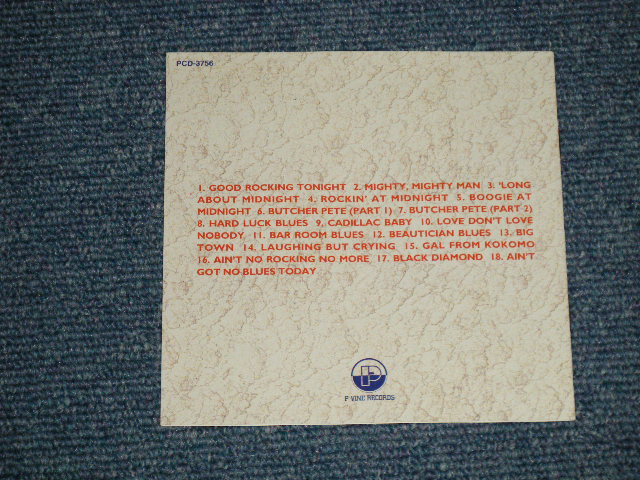 PCD-3756
1. GOOD ROCKING TONIGHT 2. MIGHTY, MIGHTY MAN 3. 'LONG
ABOUT MIDNIGHT 4. ROCKIN' AT MIDNIGHT 5. BOOGIE AT
MIDNIGHT 6. BUTCHER PETE (PART 1) 7. BUTCHER PETE (PART 2)
8. HARD LUCK BLUES 9. CADILLAC BABY 10. LOVE DON'T LOVE
NOBODY 11. BAR ROOM BLUES 12. BEAUTICIAN BLUES 13. BIG
TOWN 14. LAUGHING BUT CRYING 15. GAL FROM KOKOMO
16. AIN'T NO ROCKING NO MORE 17. BLACK DIAMOND 18. AIN'T
GOT NO BLUES TODAY
P
P VINE RECORDS